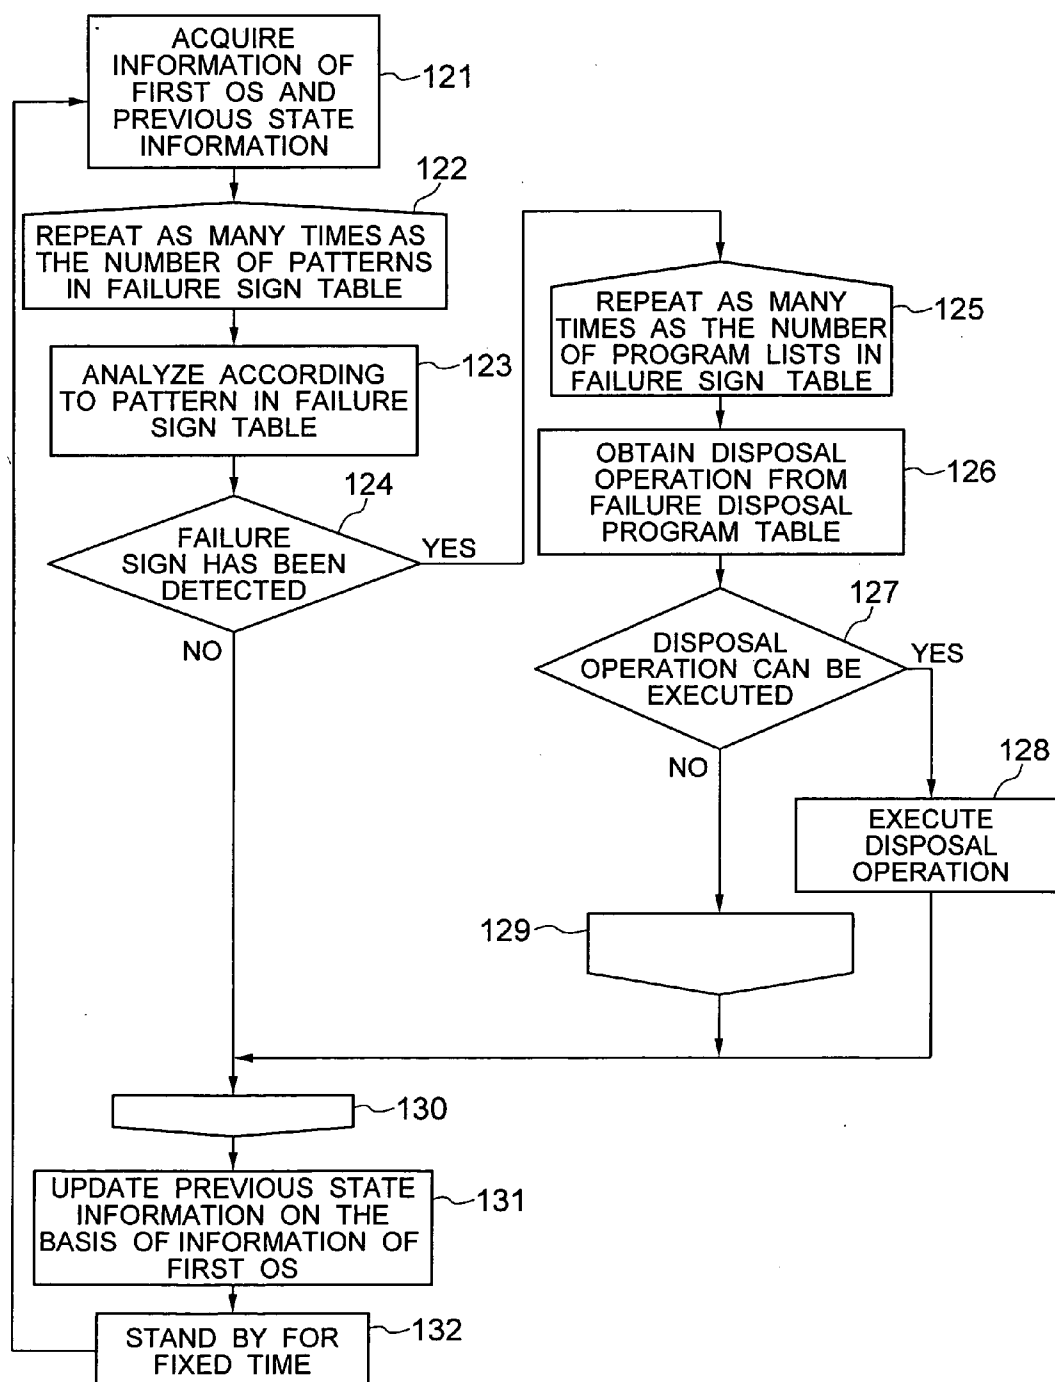 ACQUIRE
INFORMATION OF
FIRST OS AND
PREVIOUS STATE
INFORMATION
121
122
REPEAT AS MANY TIMES AS
THE NUMBER OF PATTERNS
IN FAILURE SIGN TABLE
123
ANALYZE ACCORDING
TO PATTERN IN FAILURE
SIGN TABLE
124
FAILURE
SIGN HAS BEEN
DETECTED
YES
NO
REPEAT AS MANY
TIMES AS THE NUMBER
OF PROGRAM LISTS IN
FAILURE SIGN TABLE
125
OBTAIN DISPOSAL
OPERATION FROM
FAILURE DISPOSAL
PROGRAM TABLE
126
127
DISPOSAL
OPERATION CAN BE
EXECUTED
YES
NO
128
EXECUTE
DISPOSAL
OPERATION
129
130
UPDATE PREVIOUS STATE
INFORMATION ON THE
BASIS OF INFORMATION OF
FIRST OS
131
STAND BY FOR
FIXED TIME
132